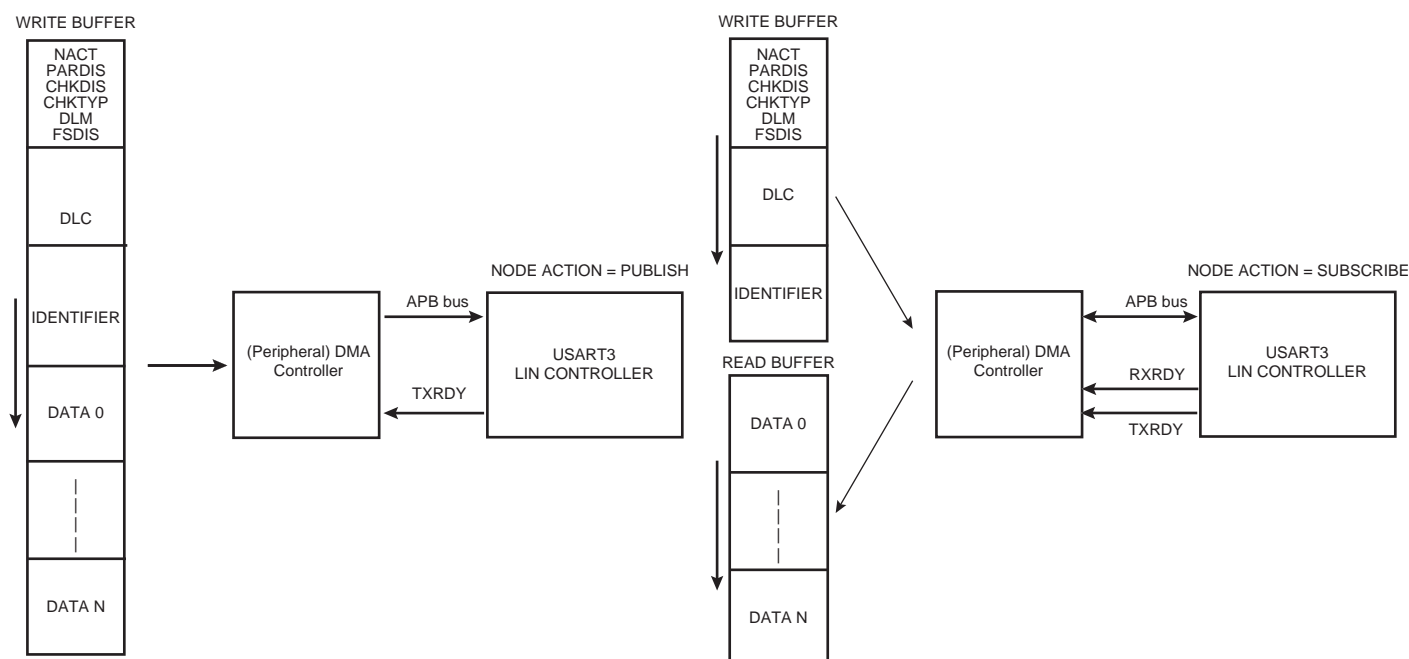 WRITE BUFFER
NACT
PARDIS
CHKDIS
CHKTYP
DLM
FSDIS
DLC
IDENTIFIER
DATA 0
DATA N
(Peripheral) DMA
Controller
APB bus
TXRDY
NODE ACTION = PUBLISH
USART3
LIN CONTROLLER
WRITE BUFFER
NACT
PARDIS
CHKDIS
CHKTYP
DLM
FSDIS
DLC
IDENTIFIER
READ BUFFER
DATA 0
DATA N
(Peripheral) DMA
Controller
APB bus
RXRDY
TXRDY
NODE ACTION = SUBSCRIBE
USART3
LIN CONTROLLER